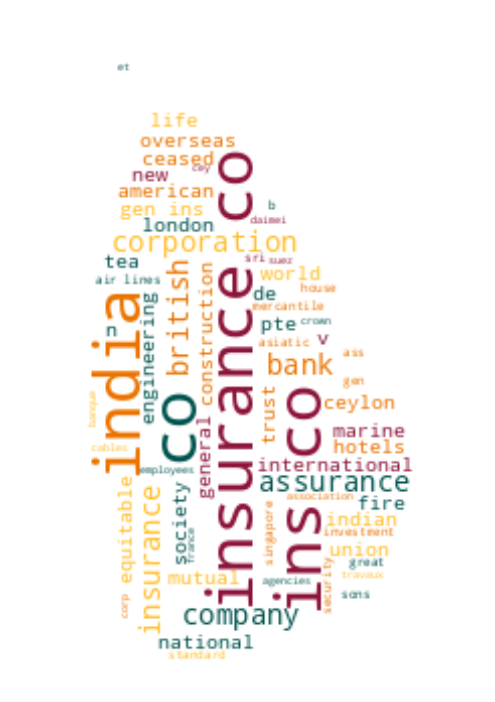 et
life
overseas
ceased
cey
new
american
gen ins
london
corporation
insurance co
b
daimei
tea
sri
suez
air lines
world
house
de
mercantile
india
n
engineering
british
construction
pte
crown
asiatic
v
ass
bank
gen
banque
co
trust
ins co
ceylon
general
marine
hotels
cables
employees
international
assurance
equitable
insurance
society
france
association
fire
singapore
indian
investment
union
great
mutual
agencies
security
travaux
sons
corp
company
national
standard